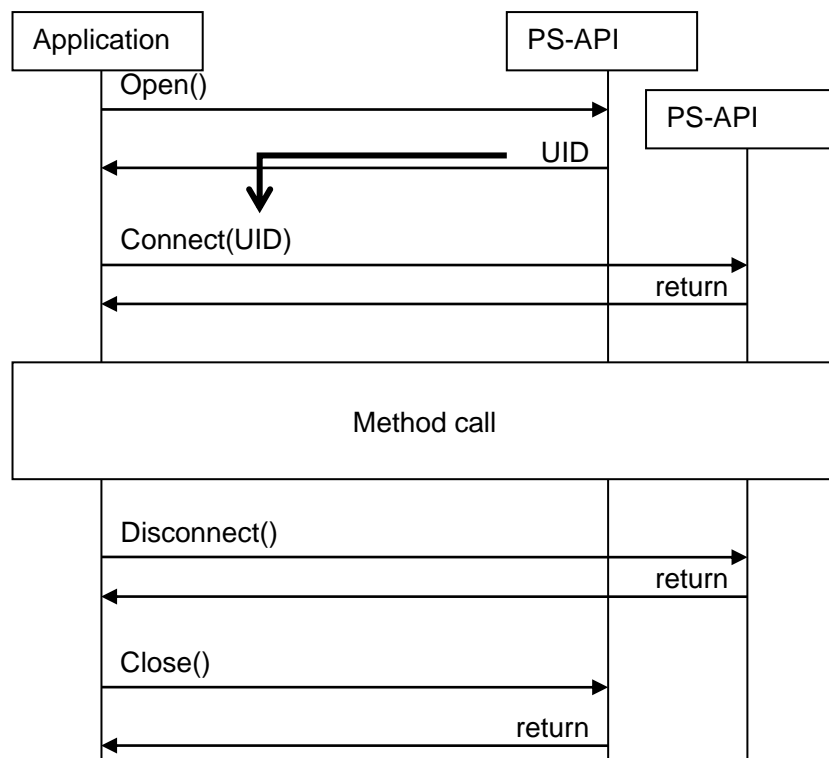 Application
PS-API
Open()
PS-API
UID
Connect(UID)
return
Method call
Disconnect()
return
Close()
return